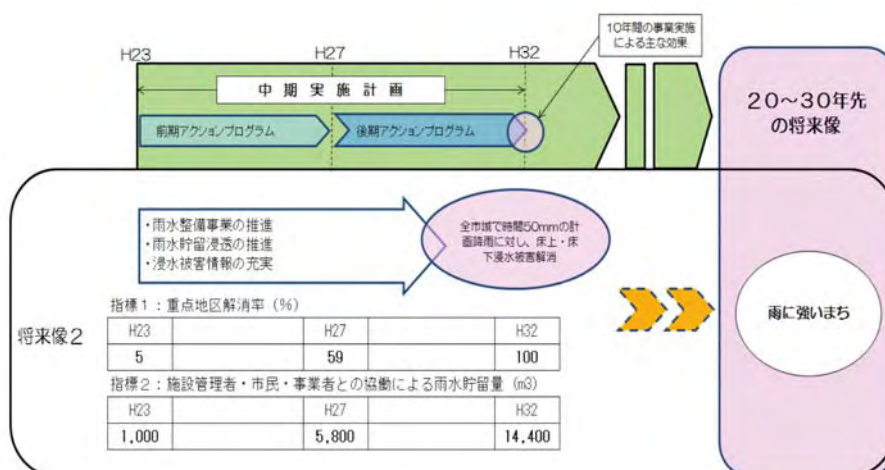 H23
H27
H32
10年間の事業実施
による主な効果
中期実施計画
前期アクションプログラム
後期アクションプログラム
20〜30年先
の将来像
・雨水整備事業の推進
・雨水貯留浸透の推進
・浸水被害情報の充実
全市域で時間50mmの計
画降雨に対し、床上・床
下浸水被害解消
将来像2
指標1：重点地区解消率（%）
H23 H27 H32
5 59 100
指標2：施設管理者・市民・事業者との協働による雨水貯留量（m3）
H23 H27 H32
1,000 5,800 14,400
雨に強いまち